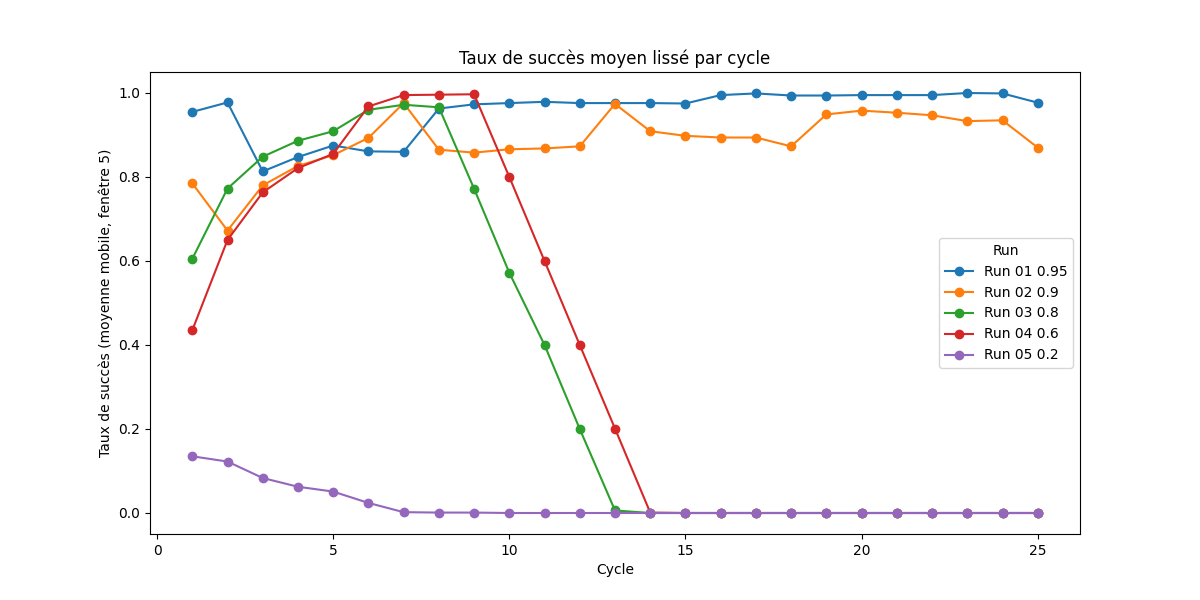 Taux de succès moyen lissé par cycle
Taux de succès (moyenne mobile, fenêtre 5)
1.0
0.8
0.6
0.4
0.2
0.0
Run
Run 01 0.95
Run 02 0.9
Run 03 0.8
Run 04 0.6
Run 05 0.2
0 5 10 15 20 25
Cycle